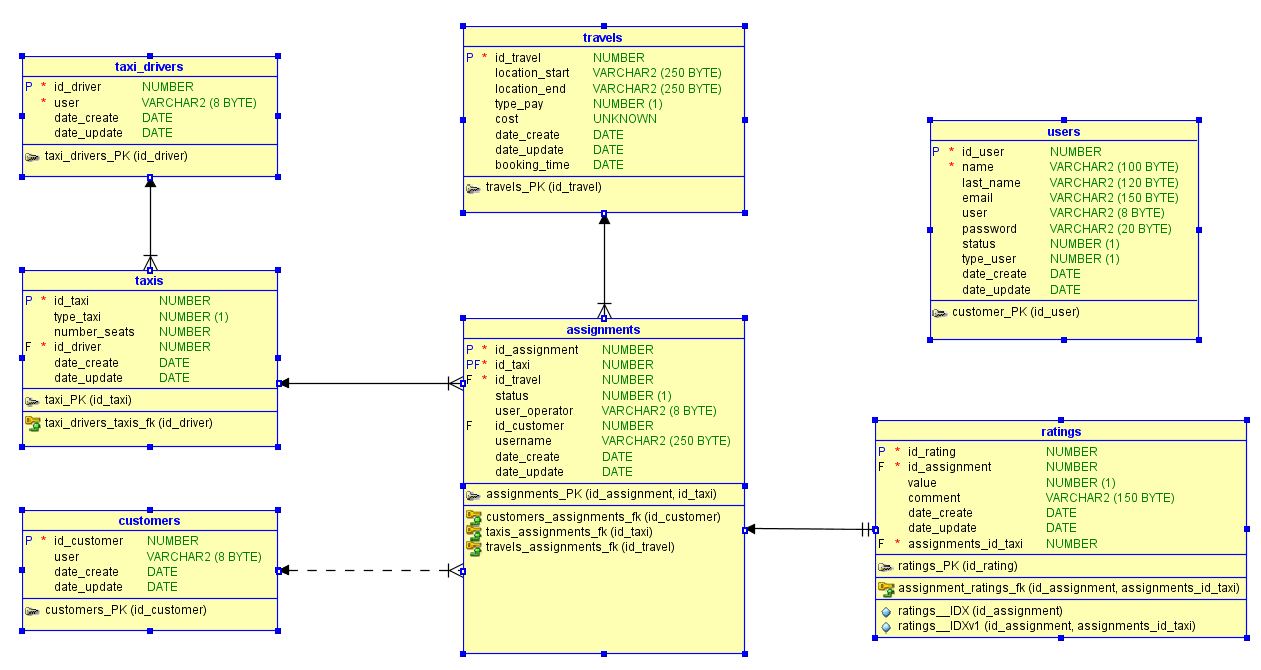 taxi_drivers
P * id_driver NUMBER
* user VARCHAR2 (8 BYTE)
date_create DATE
date_update DATE
taxi_drivers_PK (id_driver)
travels
P * id_travel NUMBER
location_start VARCHAR2 (250 BYTE)
location_end VARCHAR2 (250 BYTE)
type_pay NUMBER (1)
cost UNKNOWN
date_create DATE
date_update DATE
booking_time DATE
travels_PK (id_travel)
users
P * id_user NUMBER
* name VARCHAR2 (100 BYTE)
last_name VARCHAR2 (120 BYTE)
email VARCHAR2 (150 BYTE)
user VARCHAR2 (8 BYTE)
password VARCHAR2 (20 BYTE)
status NUMBER (1)
type_user NUMBER (1)
date_create DATE
date_update DATE
customer_PK (id_user)
taxis
P * id_taxi NUMBER
type_taxi NUMBER (1)
number_seats NUMBER
F * id_driver NUMBER
date_create DATE
date_update DATE
taxi_PK (id_taxi)
taxi_drivers_taxis_fk (id_driver)
assignments
P * id_assignment NUMBER
PF* id_taxi NUMBER
F * id_travel NUMBER
status NUMBER (1)
user_operator VARCHAR2 (8 BYTE)
F id_customer NUMBER
username VARCHAR2 (250 BYTE)
date_create DATE
date_update DATE
assignments_PK (id_assignment, id_taxi)
customers_assignments_fk (id_customer)
taxis_assignments_fk (id_taxi)
travels_assignments_fk (id_travel)
customers
P * id_customer NUMBER
user VARCHAR2 (8 BYTE)
date_create DATE
date_update DATE
customers_PK (id_customer)
ratings
P * id_rating NUMBER
F * id_assignment NUMBER
value NUMBER (1)
comment VARCHAR2 (150 BYTE)
date_create DATE
date_update DATE
F * assignments_id_taxi NUMBER
ratings_PK (id_rating)
assignment_ratings_fk (id_assignment, assignments_id_taxi)
ratings__IDX (id_assignment)
ratings__IDXv1 (id_assignment, assignments_id_taxi)